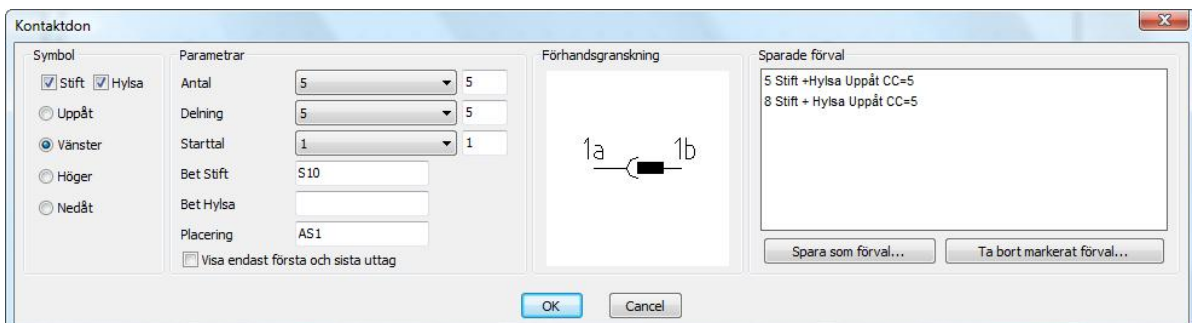 Kontaktdon
Symbol
Stift Hylsa
Uppåt
Vänster
Höger
Nedåt
Parametrar
Antal 5 5
Delning 5 5
Starttal 1 1
Bet Stift S10
Bet Hylsa
Placering AS1
Visa endast första och sista uttag
Förhandsgranskning
1a 1b
Sparade förval
5 Stift +Hylsa Uppåt CC=5
8 Stift + Hylsa Uppåt CC=5
Spara som förval... Ta bort markerat förval...
OK Cancel